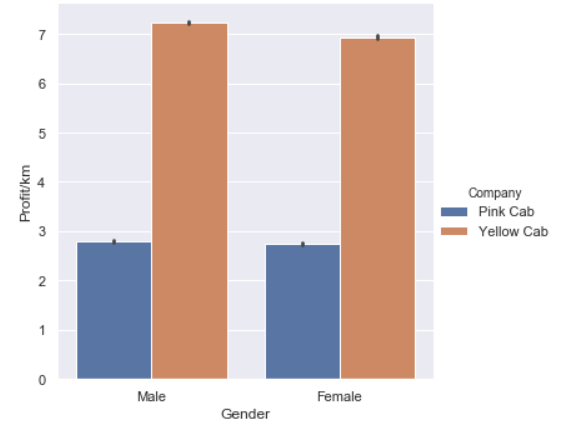 7
6
5
4
3
2
1
0
Profit/km
Male
Female
Gender
Company
Pink Cab
Yellow Cab